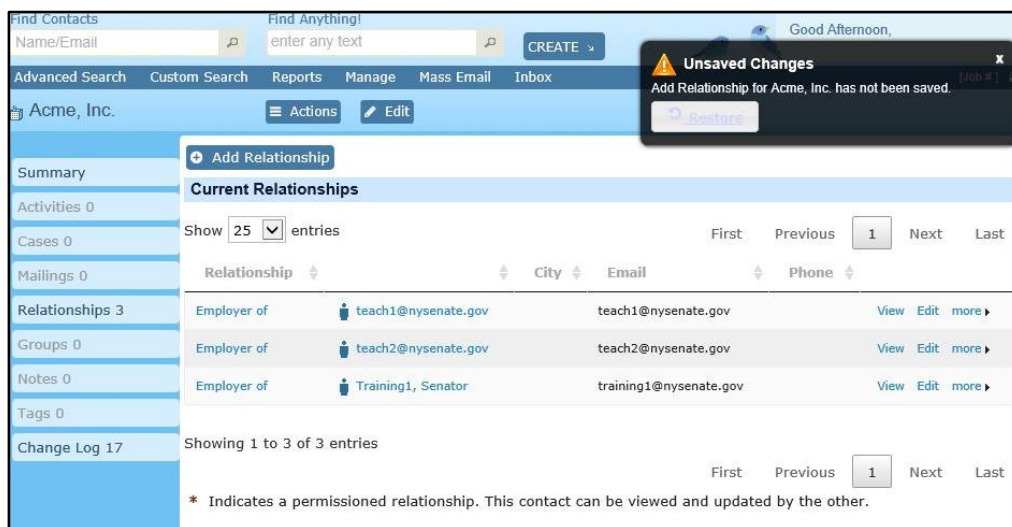 Find Contacts Find Anything!
Good Afternoon,
Name/Email enter any text CREATE
Advanced Search Custom Search Reports Manage Mass Email Inbox [Job #]
Unsaved Changes x
Add Relationship for Acme, Inc. has not been saved.
Restore
Acme, Inc. Actions Edit
Summary
Activities 0
Cases 0
Mailings 0
Relationships 3
Groups 0
Notes 0
Tags 0
Change Log 17
Add Relationship
Current Relationships
Show 25 entries First Previous 1 Next Last
Relationship City Email Phone
Employer of teach1@nysenate.gov teach1@nysenate.gov View Edit more
Employer of teach2@nysenate.gov teach2@nysenate.gov View Edit more
Employer of Training1, Senator training1@nysenate.gov View Edit more
Showing 1 to 3 of 3 entries
First Previous 1 Next Last
* Indicates a permissioned relationship. This contact can be viewed and updated by the other.